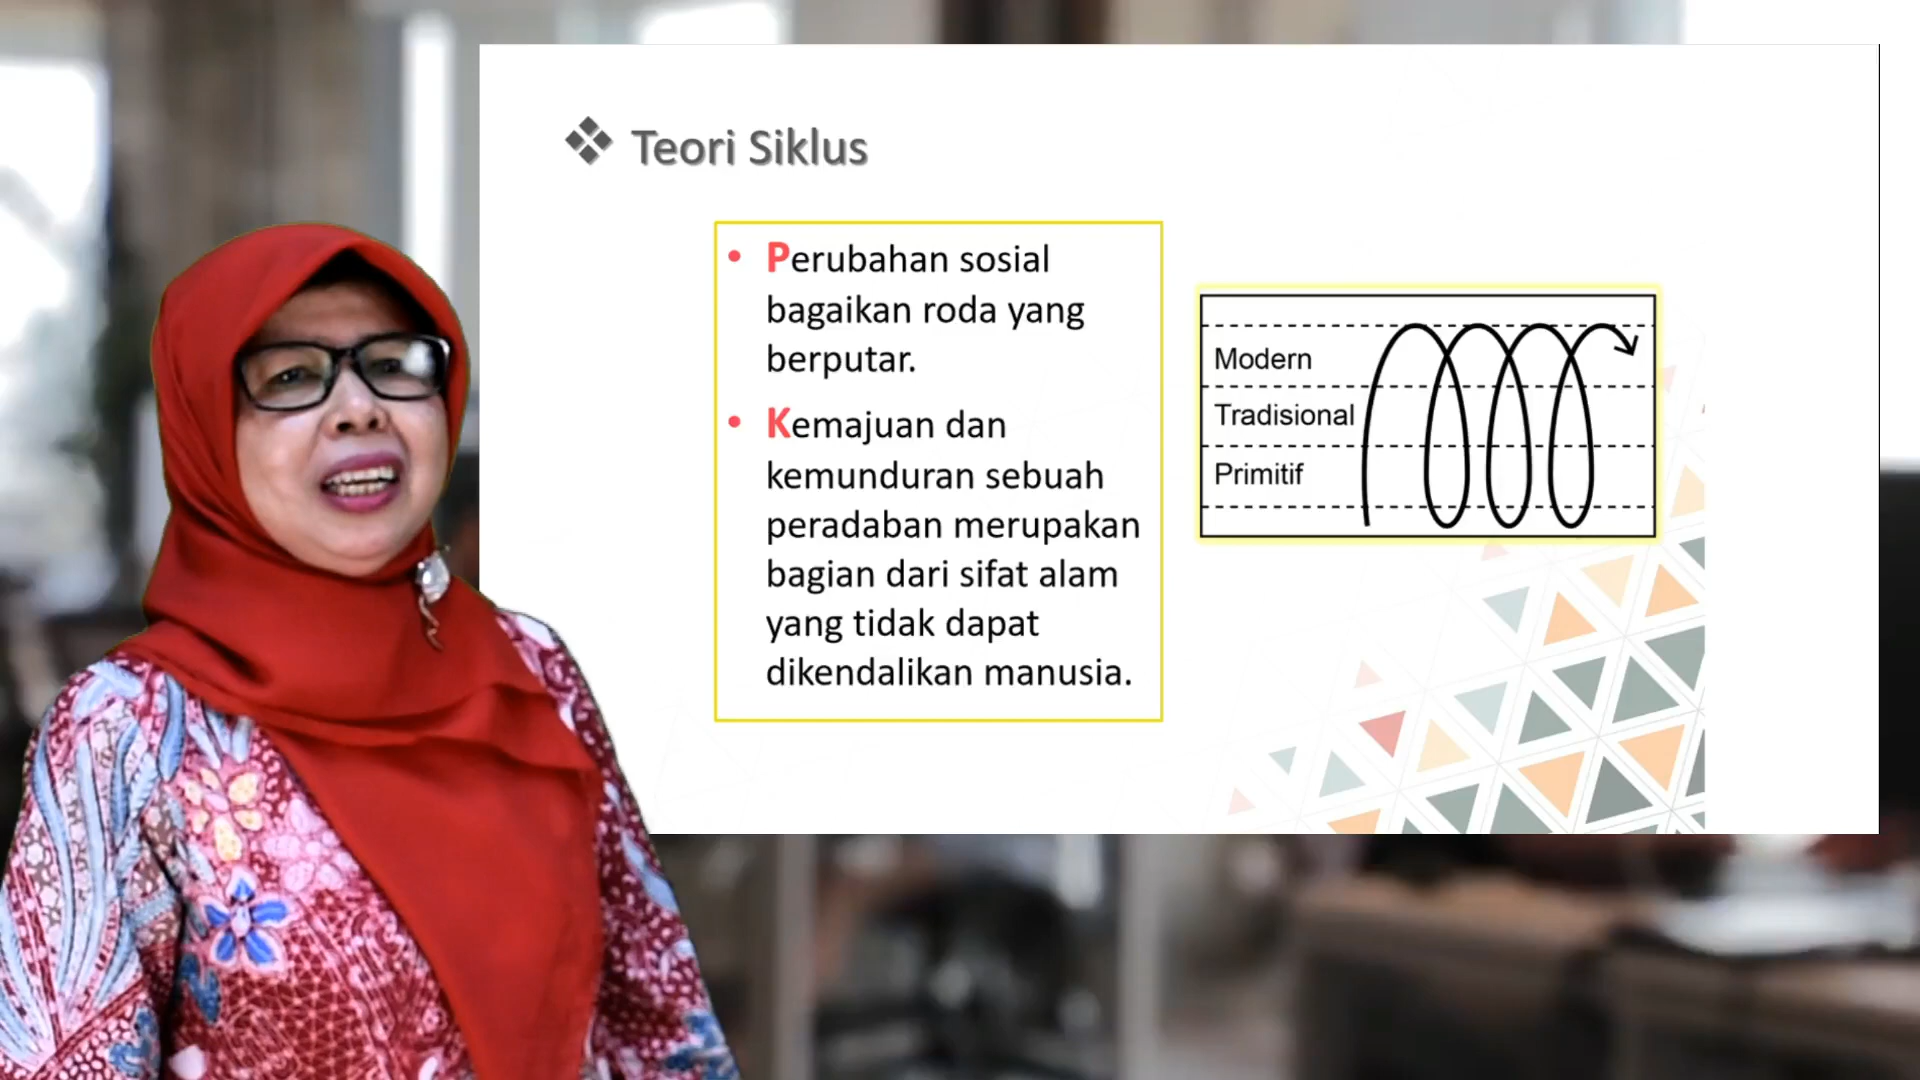 Teori Siklus
• Perubahan sosial
bagaikan roda yang
berputar.
• Kemajuan dan
kemunduran sebuah
peradaban merupakan
bagian dari sifat alam
yang tidak dapat
dikendalikan manusia.
Modern
Tradisional
Primitif